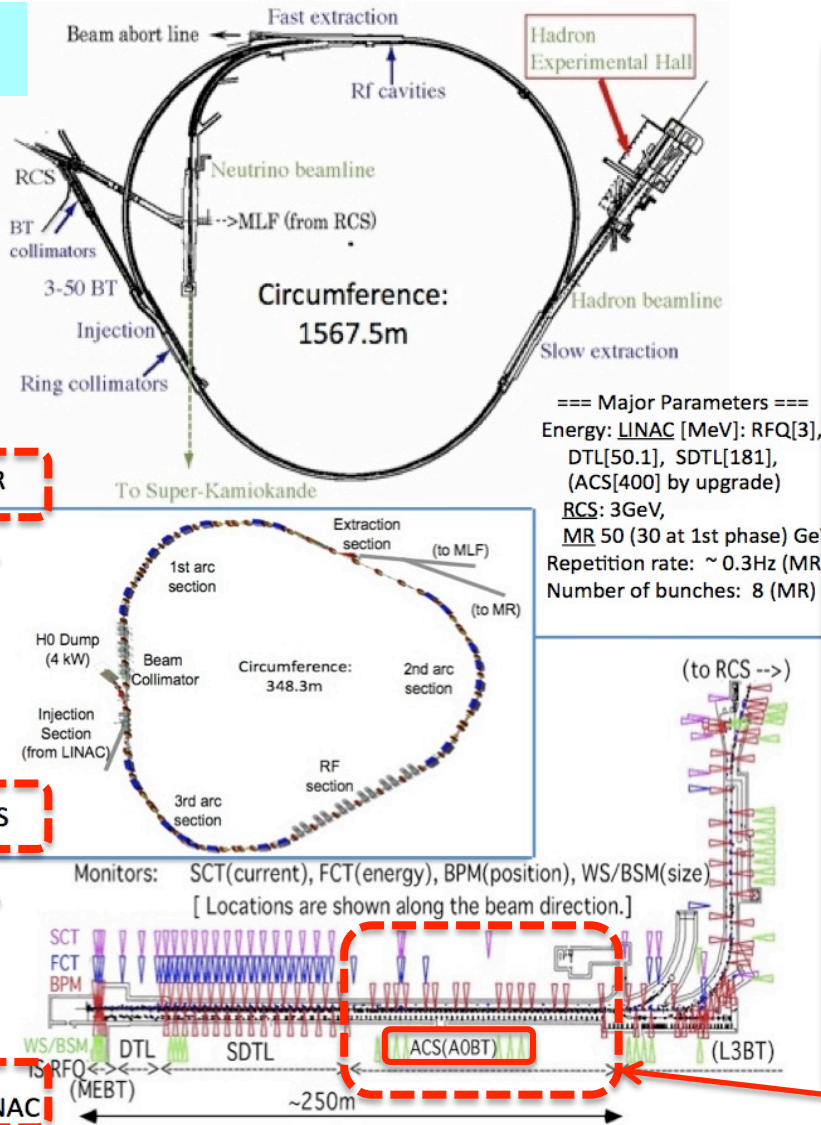 Fast extraction
Beam abort line
Hadron
Experimental Hall
Rf cavities
RCS
Neutrino beamline
-->MLF (from RCS)
BT
collimators
3-50 BT
Circumference:
1567.5m
Hadron beamline
Injection
Slow extraction
Ring collimators
To Super-Kamiokande
=== Major Parameters ===
Energy: LINAC [MeV]: RFQ[3],
DTL[50.1], SDTL[181],
(ACS[400] by upgrade)
RCS: 3GeV,
MR 50 (30 at 1st phase) Ge
Repetition rate: ~ 0.3Hz (MR
Number of bunches: 8 (MR)
R
Extraction
section
(to MLF)
(to MR)
1st arc
section
H0 Dump
(4 kW)
Beam
Collimator
Circumference:
348.3m
2nd arc
section
Injection
Section
(from LINAC)
RF
section
3rd arc
section
S
(to RCS -->)
Monitors: SCT(current), FCT(energy), BPM(position), WS/BSM(size)
[ Locations are shown along the beam direction.]
SCT
FCT
BPM
WS/BSM
DTL
SDTL
ACS(A0BT)
(L3BT)
IS RFQ
(MEBT)
NAC
~250m